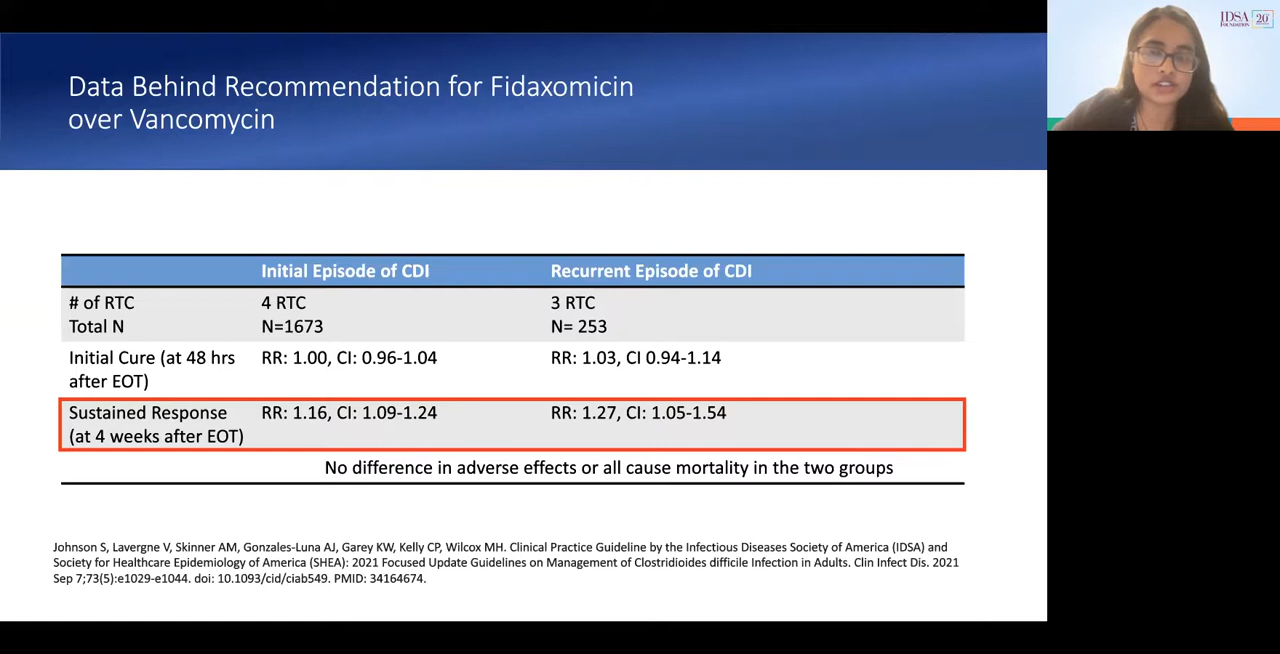 Data Behind Recommendation for Fidaxomicin
over Vancomycin
IDSA
FOUNDATION
20
Initial Episode of CDI
Recurrent Episode of CDI
# of RTC
Total N
4 RTC
N=1673
3 RTC
N= 253
Initial Cure (at 48 hrs
after EOT)
RR: 1.00, CI: 0.96-1.04
RR: 1.03, CI 0.94-1.14
Sustained Response
(at 4 weeks after EOT)
RR: 1.16, CI: 1.09-1.24
RR: 1.27, CI: 1.05-1.54
No difference in adverse effects or all cause mortality in the two groups
Johnson S, Lavergne V, Skinner AM, Gonzales-Luna AJ, Garey KW, Kelly CP, Wilcox MH. Clinical Practice Guideline by the Infectious Diseases Society of America (IDSA) and
Society for Healthcare Epidemiology of America (SHEA): 2021 Focused Update Guidelines on Management of Clostridioides difficile Infection in Adults. Clin Infect Dis. 2021
Sep 7;73(5):e1029-e1044. doi: 10.1093/cid/ciab549. PMID: 34164674.